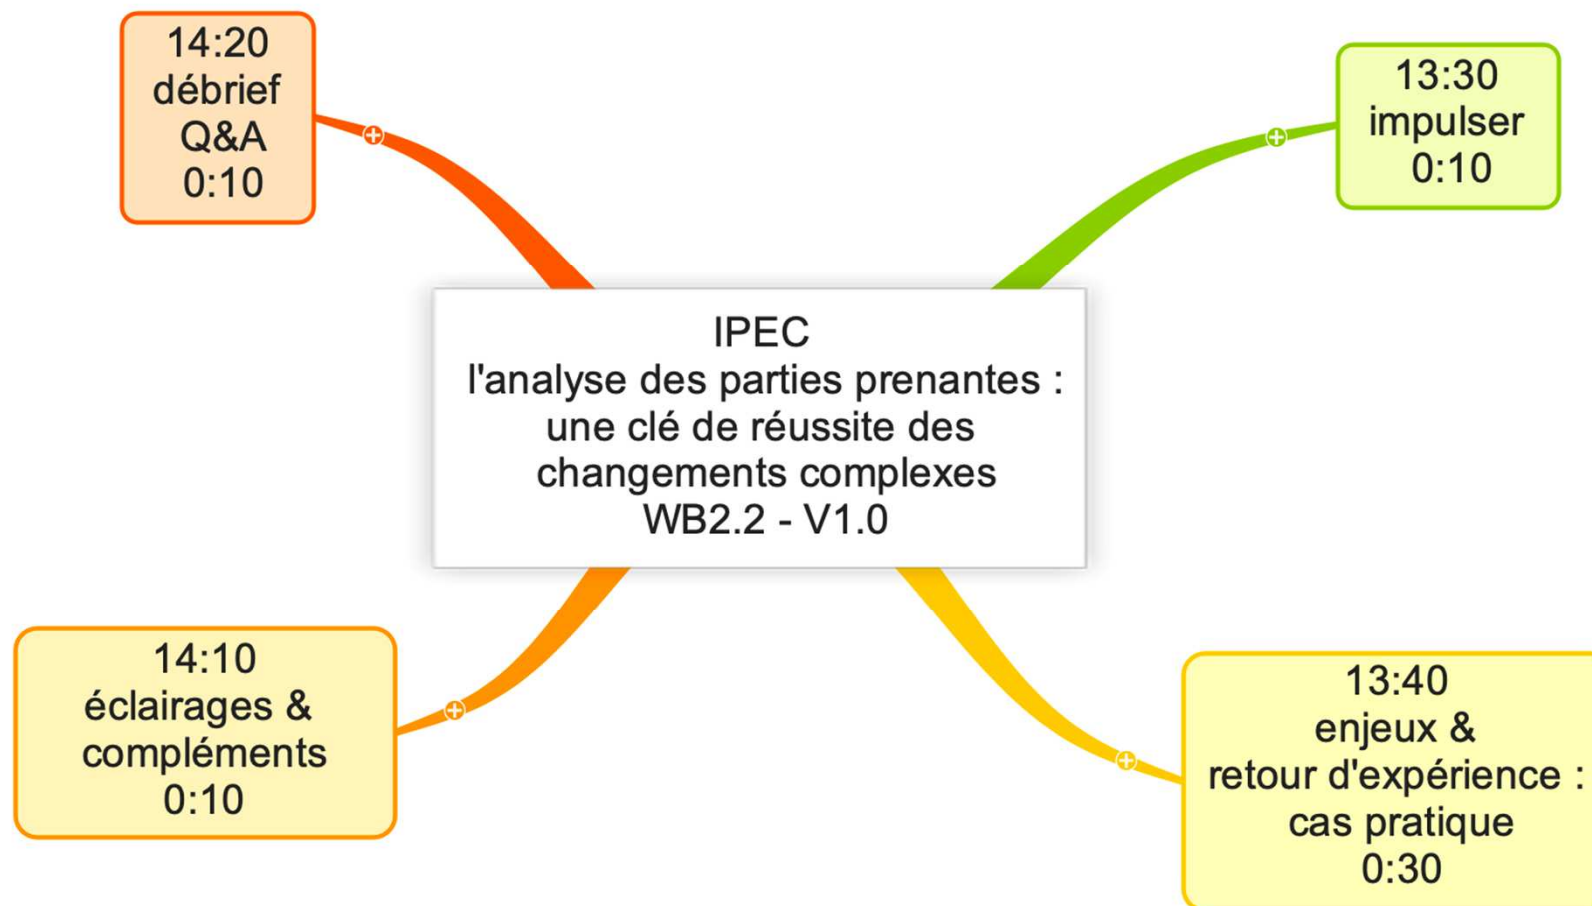 IPEC
l'analyse des parties prenantes :
une clé de réussite des
changements complexes
WB2.2 - V1.0
13:30
impulser
0:10
13:40
enjeux &
retour d'expérience :
cas pratique
0:30
14:10
éclairages &
compléments
0:10
14:20
débrief
Q&A
0:10